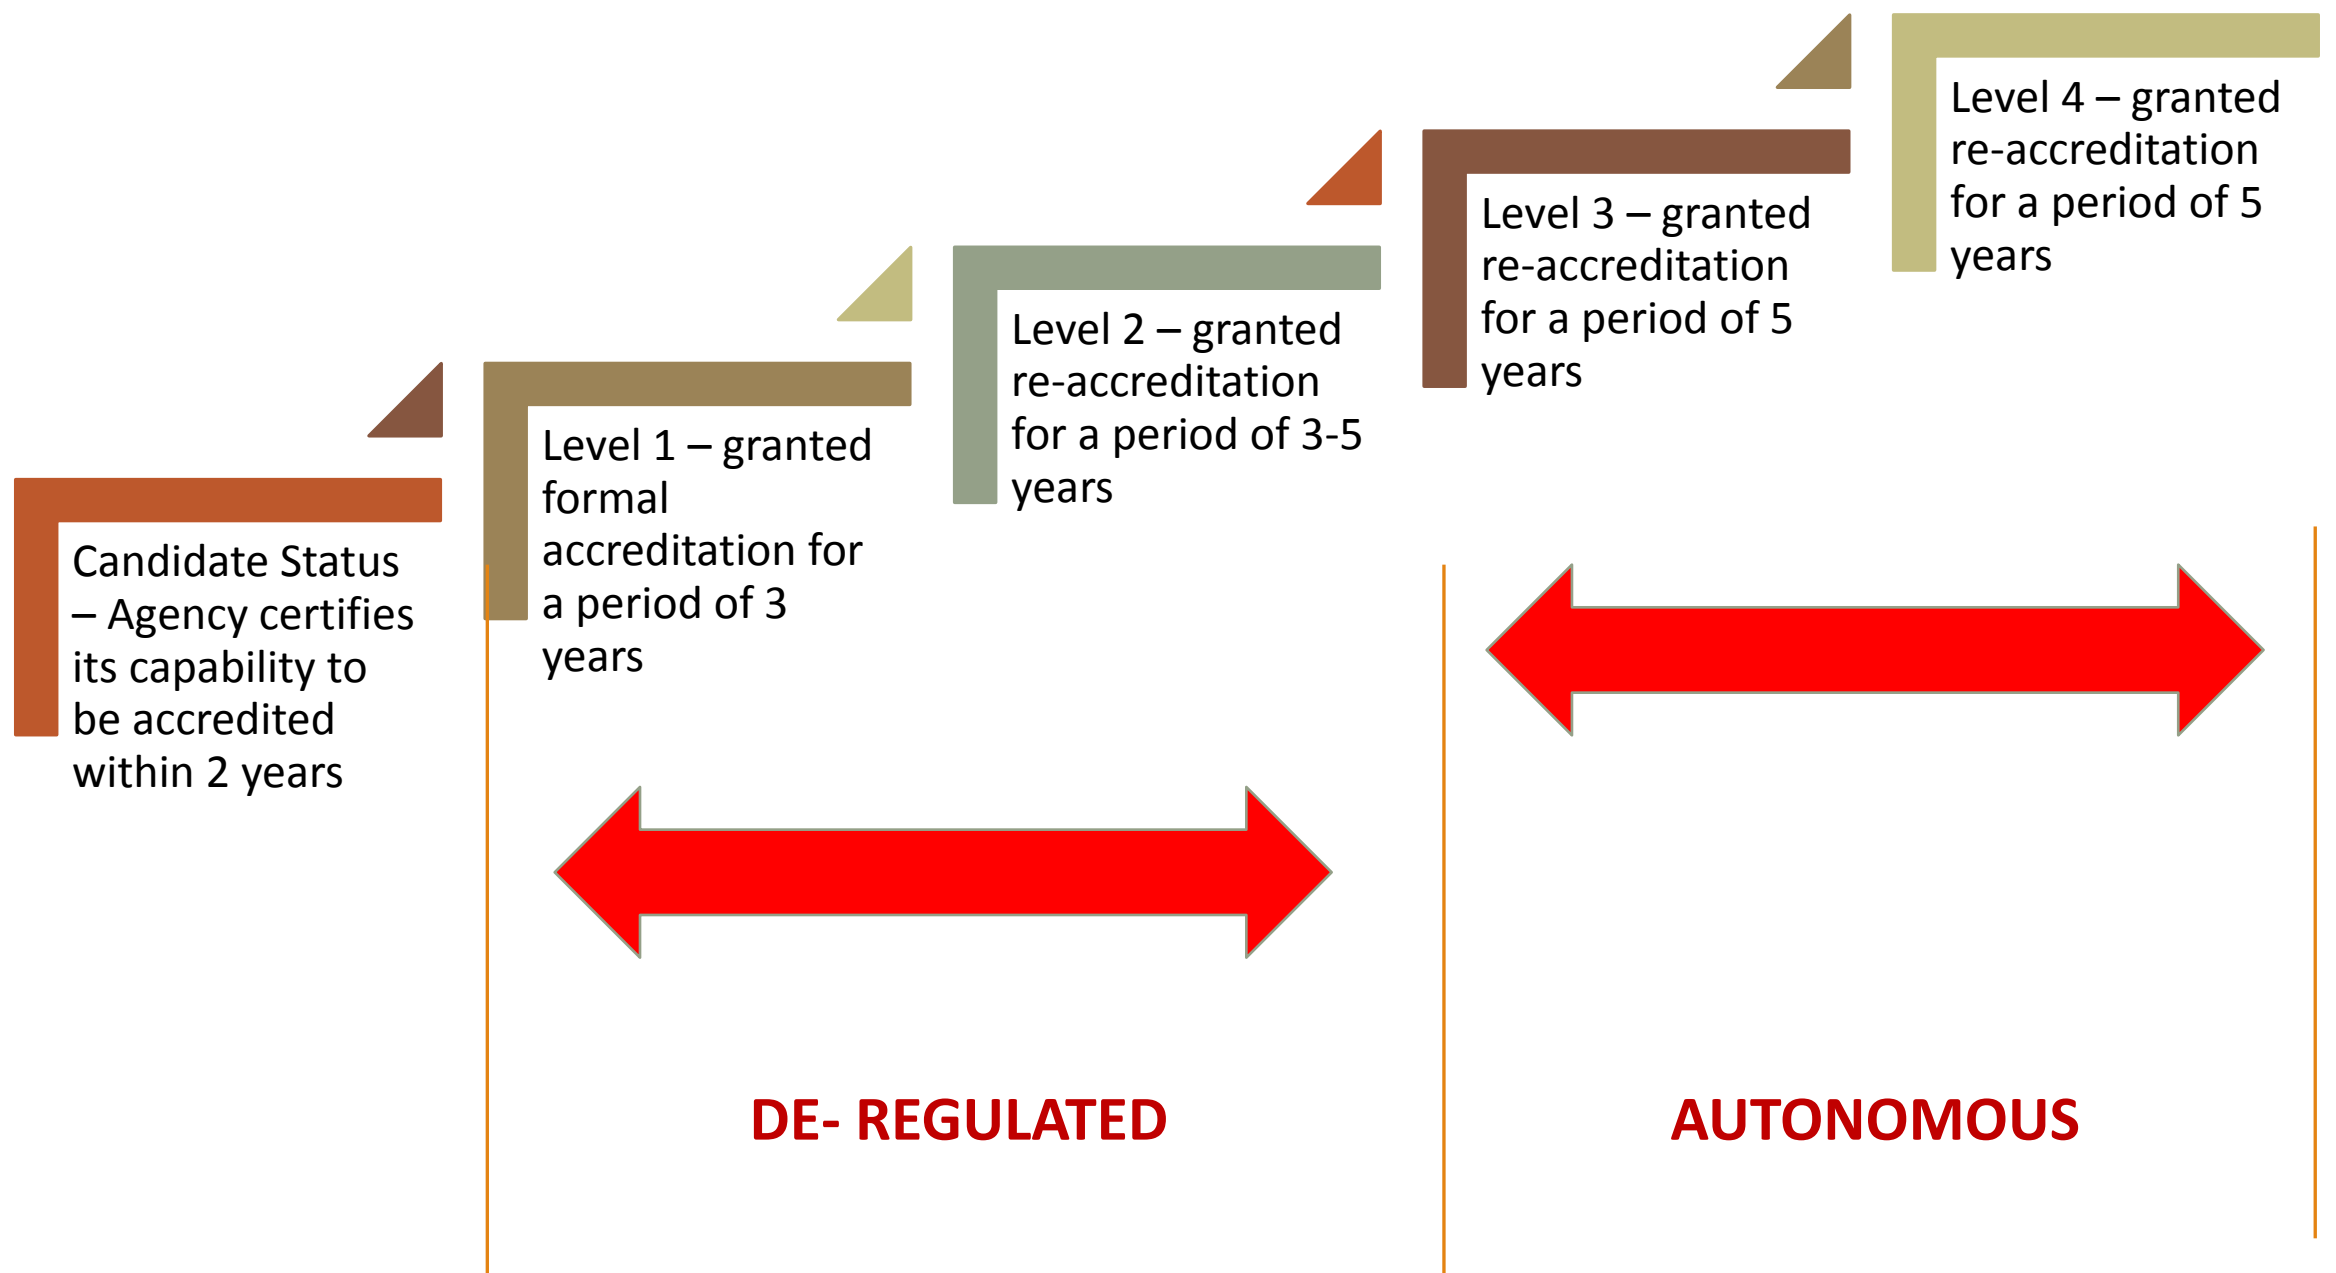 Candidate Status
– Agency certifies
its capability to
be accredited
within 2 years
Level 1 – granted
formal
accreditation for
a period of 3
years
Level 2 – granted
re-accreditation
for a period of 3-5
years
Level 3 – granted
re-accreditation
for a period of 5
years
Level 4 – granted
re-accreditation
for a period of 5
years
DE- REGULATED
AUTONOMOUS